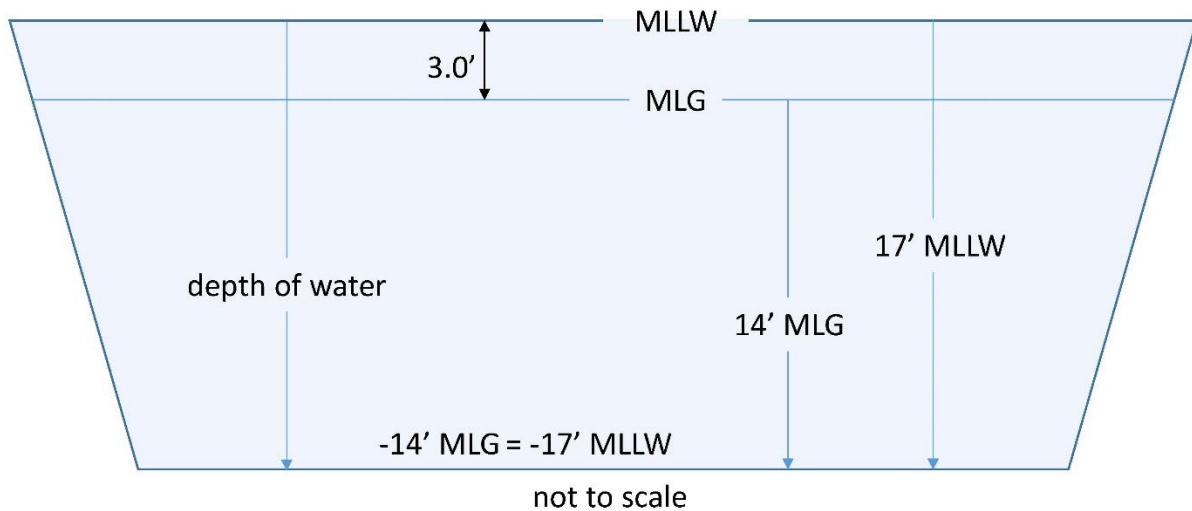 MLLW
3.0’
MLG
17’ MLLW
depth of water
14’ MLG
-14’ MLG = -17’ MLLW
not to scale